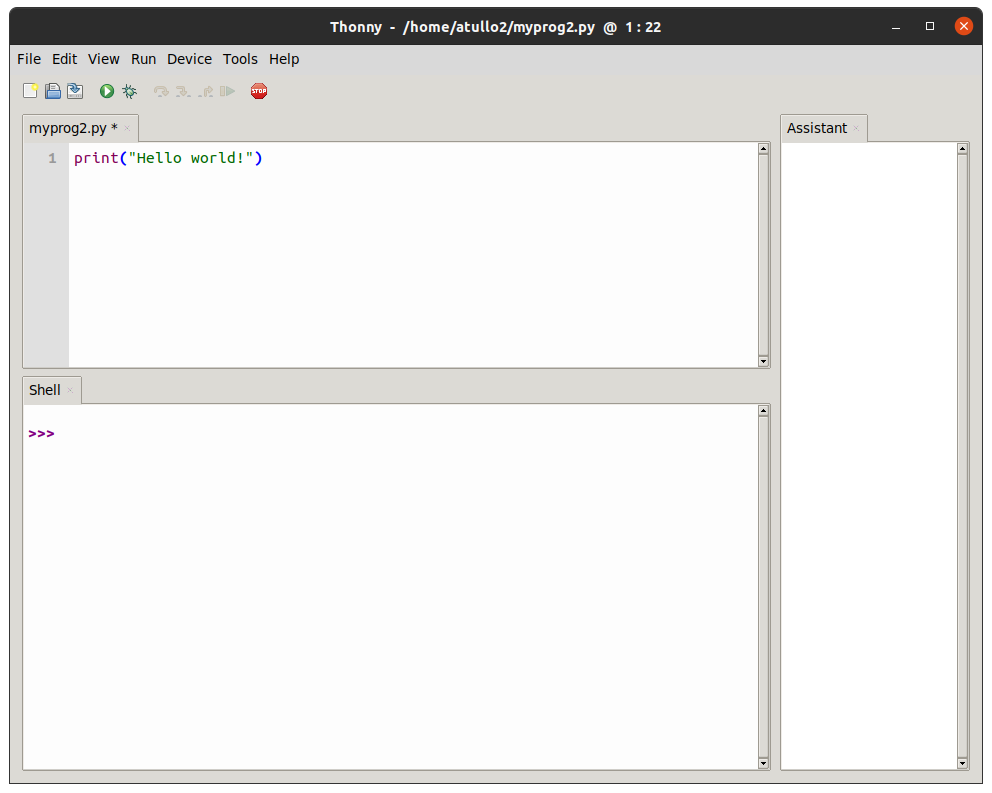 Thonny - /home/atullo2/myprog2.py @ 1 : 22
File Edit View Run Device Tools Help
STOP
myprog2.py *
Assistant
1 print("Hello world!")
Shell
>>>